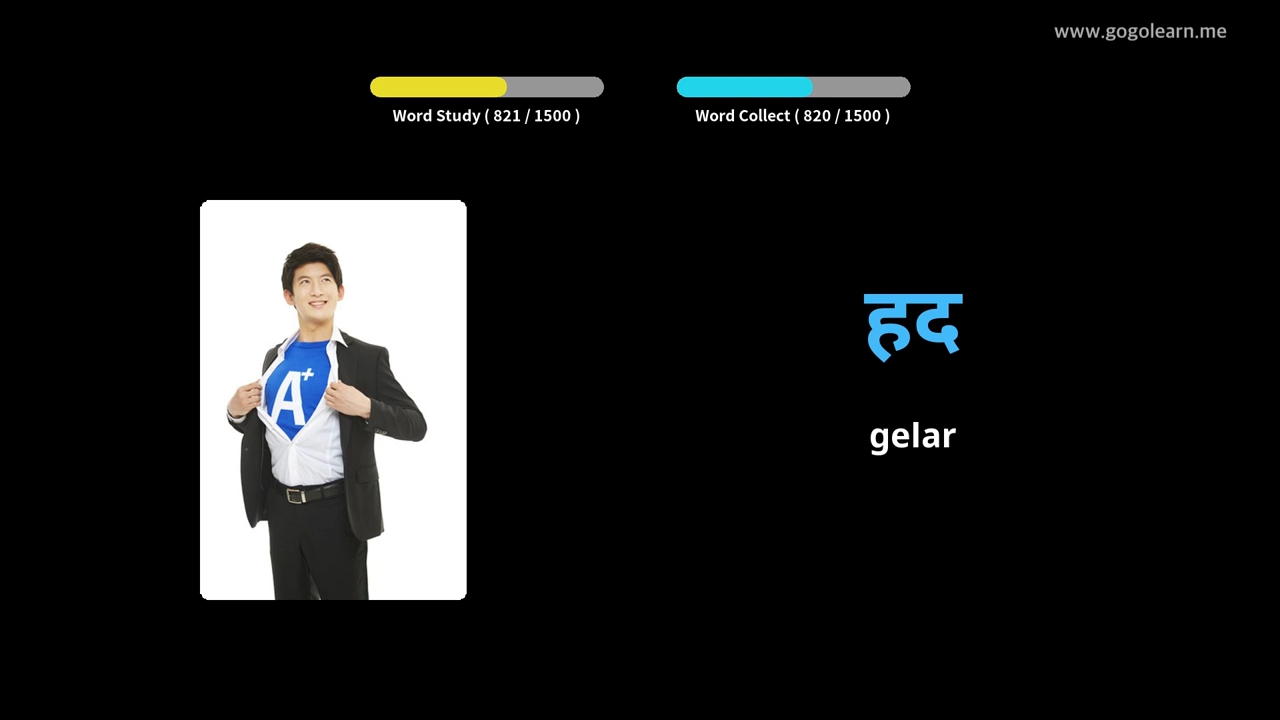 www.gogolearn.me
Word Study ( 821 / 1500 )
Word Collect ( 820 / 1500 )
A+
हद
gelar